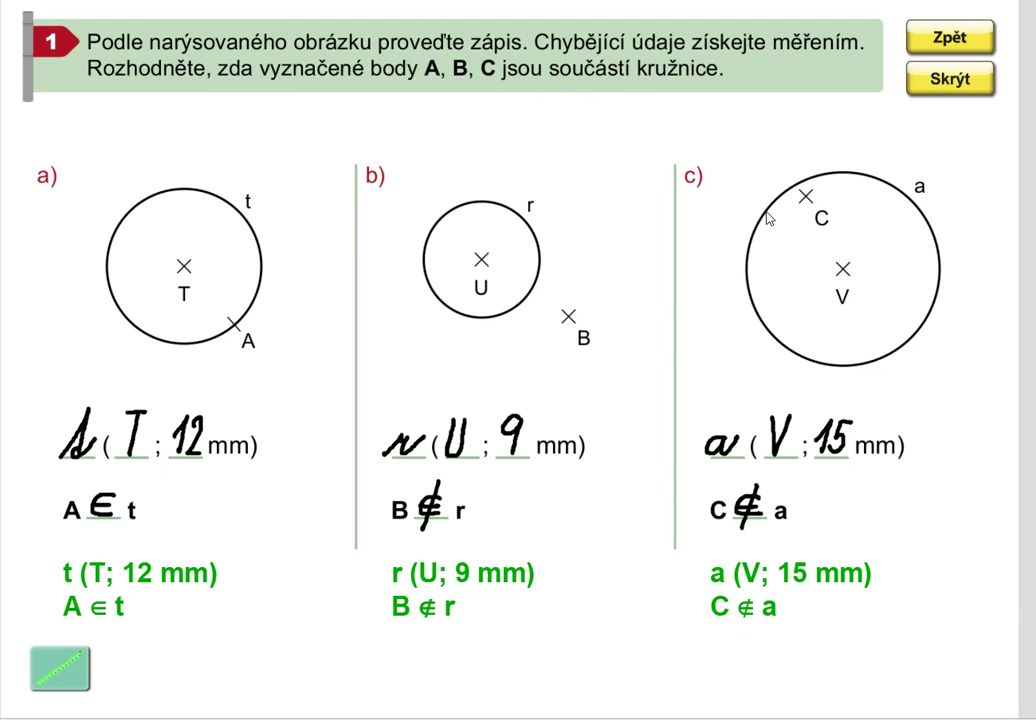 1 Podle narýsovaného obrázku proveďte zápis. Chybějící údaje získejte měřením.
Rozhodněte, zda vyznačené body A, B, C jsou součástí kružnice.
Zpět
Skrýt
a)
t
T
A
t ( T ; 12 mm)
A ∈ t
t (T; 12 mm)
A ∈ t
b)
r
U
B
r ( U ; 9 mm)
B ∉ r
r (U; 9 mm)
B ∉ r
c)
a
C
V
a ( V ; 15 mm)
C ∉ a
a (V; 15 mm)
C ∉ a